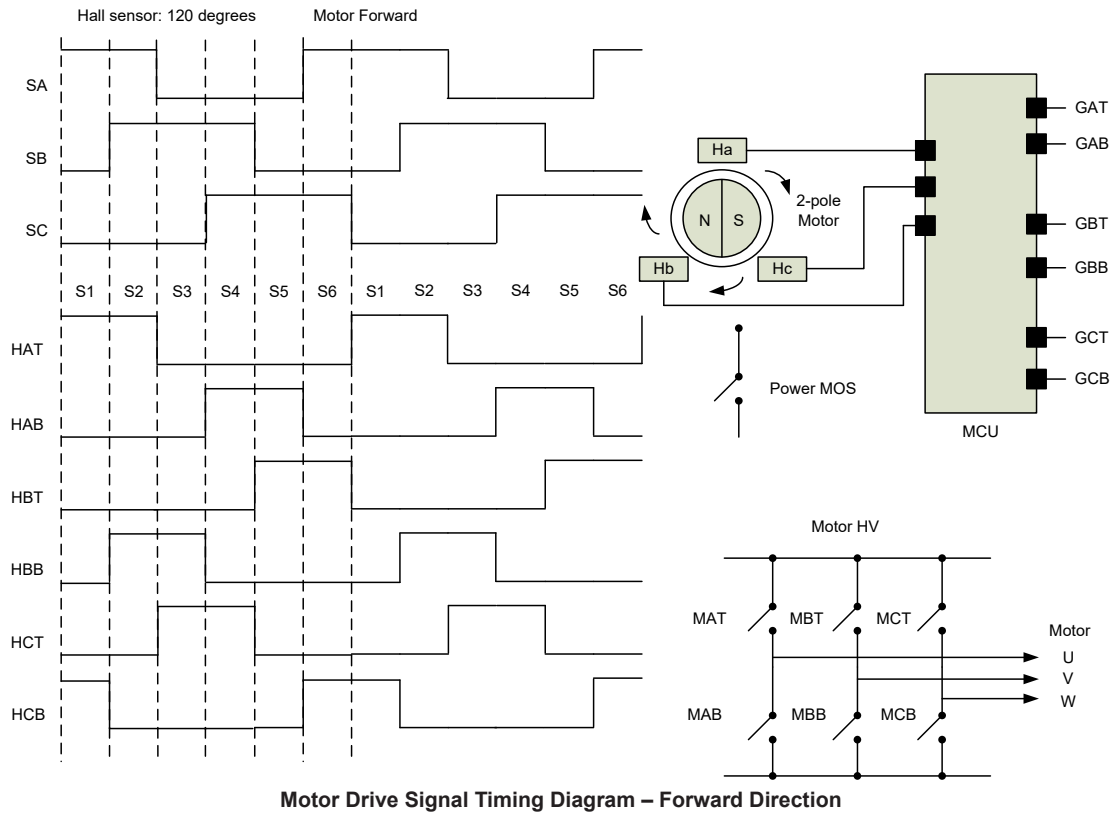 Hall sensor: 120 degrees
Motor Forward
SA
SB
SC
S1 S2 S3 S4 S5 S6 S1 S2 S3 S4 S5 S6
HAT
HAB
HBT
HBB
HCT
HCB
Ha
N S
2-pole
Motor
Hb
Hc
Power MOS
GAT
GAB
GBT
GBB
GCT
GCB
MCU
Motor HV
MAT MBT MCT
Motor
U
V
W
MAB MBB MCB
Motor Drive Signal Timing Diagram – Forward Direction